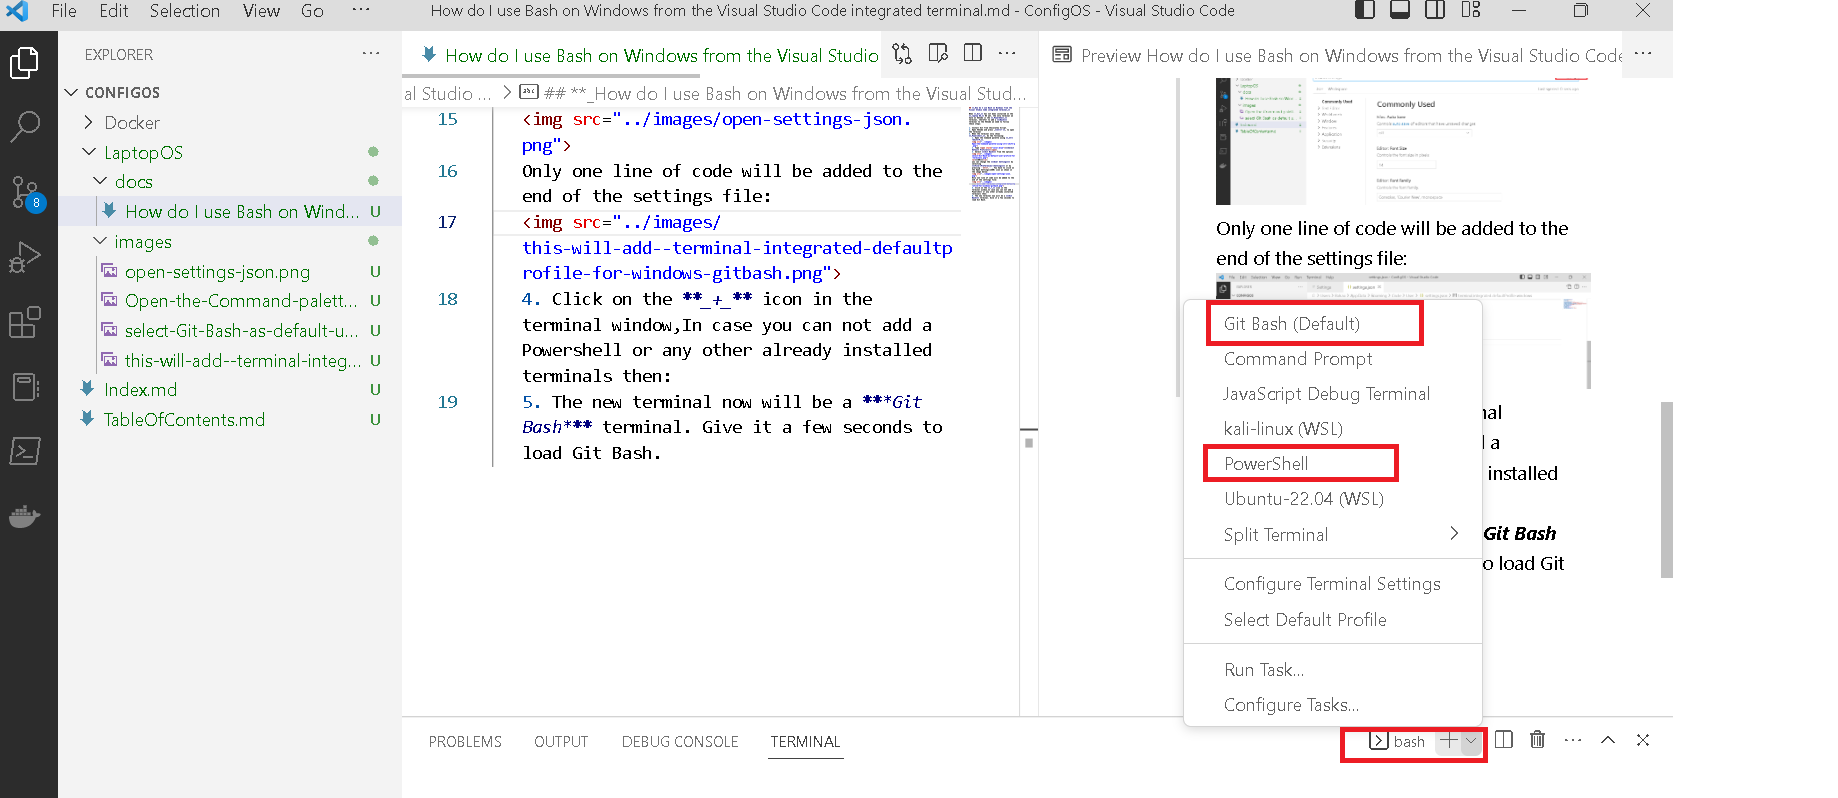 File Edit Selection View Go ···
How do I use Bash on Windows from the Visual Studio Code integrated terminal.md - ConfigOS - Visual Studio Code
EXPLORER
CONFIGOS
Docker
LaptopOS
docs
How do I use Bash on Wind... U
images
open-settings-json.png U
Open-the-Command-palett... U
select-Git-Bash-as-default-u... U
this-will-add--terminal-integ... U
Index.md U
TableOfContents.md U
8
How do I use Bash on Windows from the Visual Studio
al Studio ... > ## **_How do I use Bash on Windows from the Visual Stud...
15 <img src="../images/open-settings-json.
png">
16 Only one line of code will be added to the
end of the settings file:
17 <img src="../images/
this-will-add--terminal-integrated-defaultp
rofile-for-windows-gitbash.png">
18 4. Click on the **_+_** icon in the
terminal window,In case you can not add a
Powershell or any other already installed
terminals then:
19 5. The new terminal now will be a ***Git
Bash*** terminal. Give it a few seconds to
load Git Bash.
Preview How do I use Bash on Windows from the Visual Studio Code
Commonly Used
Only one line of code will be added to the
end of the settings file:
nal
a
installed
Git Bash
o load Git
Git Bash (Default)
Command Prompt
JavaScript Debug Terminal
kali-linux (WSL)
PowerShell
Ubuntu-22.04 (WSL)
Split Terminal
Configure Terminal Settings
Select Default Profile
Run Task...
Configure Tasks...
PROBLEMS OUTPUT DEBUG CONSOLE TERMINAL
bash